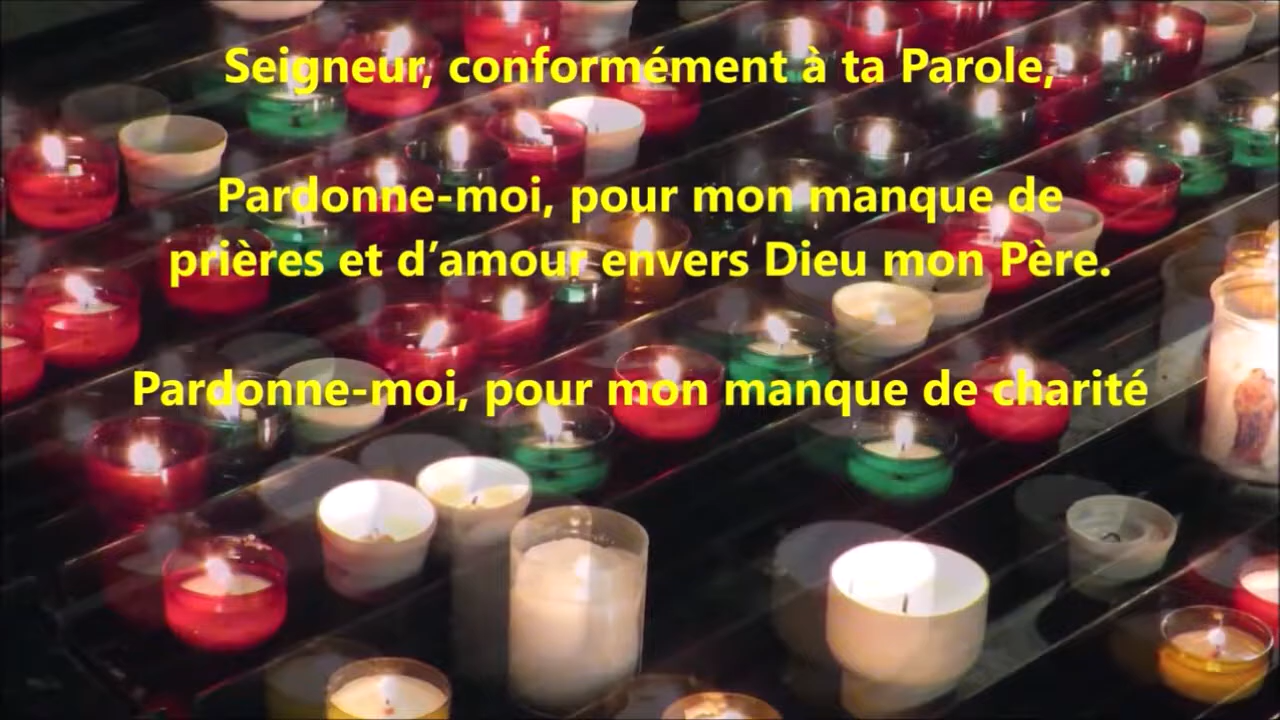 Seigneur, conformément à ta Parole,
Pardonne-moi, pour mon manque de
prières et d’amour envers Dieu mon Père.
Pardonne-moi, pour mon manque de charité